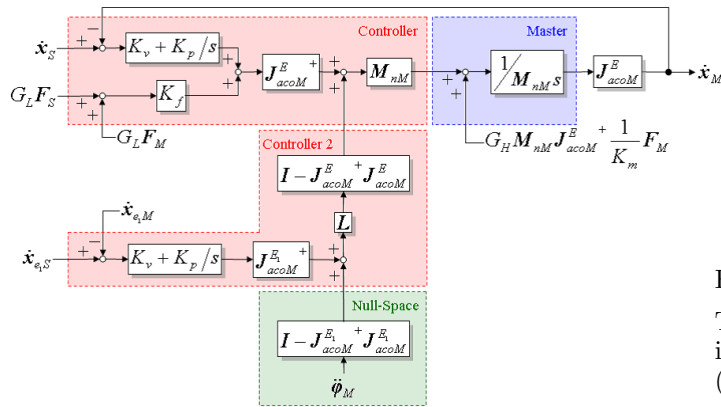 Controller
Master
ẋ_S
+
−
K_v + K_p/s
+
+
J^E_acoM ^+
+
+
M_nM
+
+
1/M_nM s
J^E_acoM
ẋ_M
G_L F_S
+
+
K_f
G_L F_M
G_H M_nM J^E_acoM ^+ 1/K_m F_M
Controller 2
I − J^E_acoM ^+ J^E_acoM
L
ẋ_e₁M
−
ẋ_e₁S
+
K_v + K_p/s
J^E₁_acoM ^+
+
+
Null-Space
I − J^E₁_acoM ^+ J^E₁_acoM
φ̈_M
(